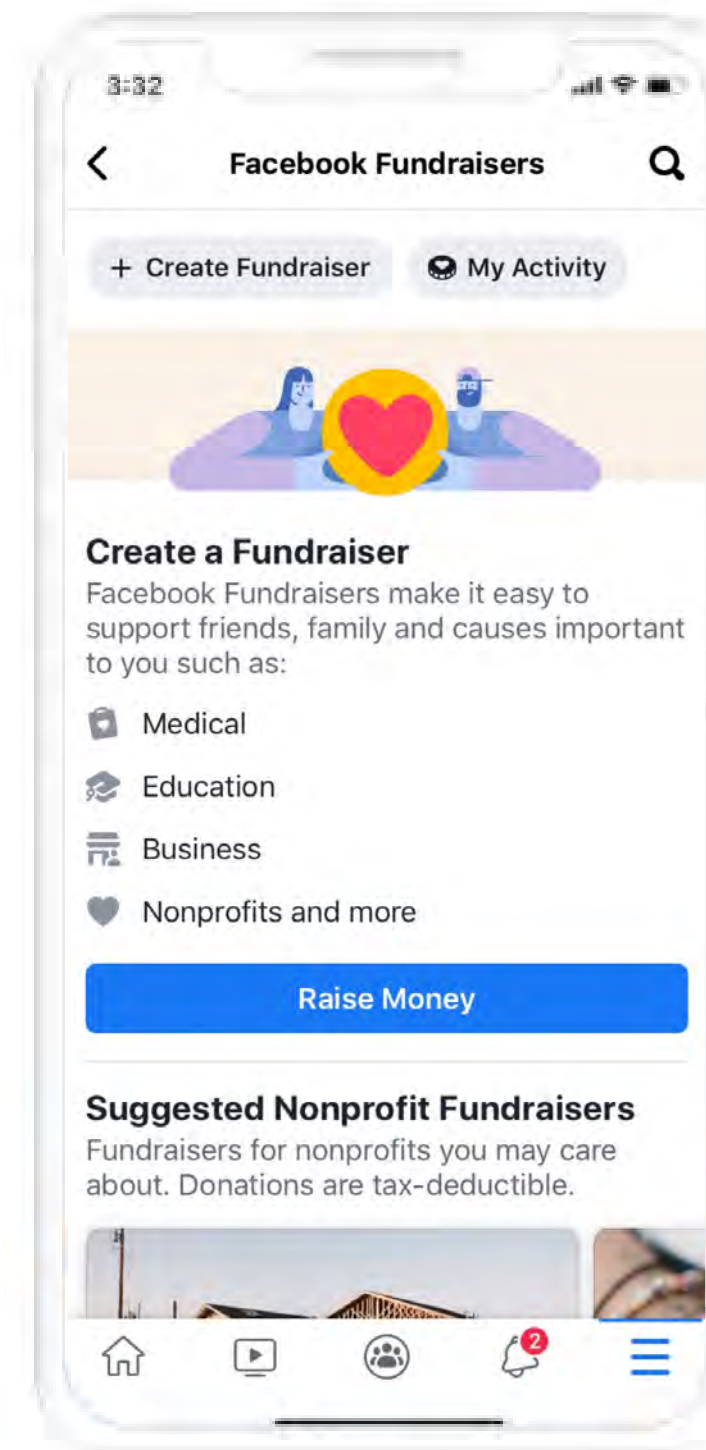 3:32
Facebook Fundraisers
+ Create Fundraiser My Activity
Create a Fundraiser
Facebook Fundraisers make it easy to
support friends, family and causes important
to you such as:
Medical
Education
Business
Nonprofits and more
Raise Money
Suggested Nonprofit Fundraisers
Fundraisers for nonprofits you may care
about. Donations are tax-deductible.
2